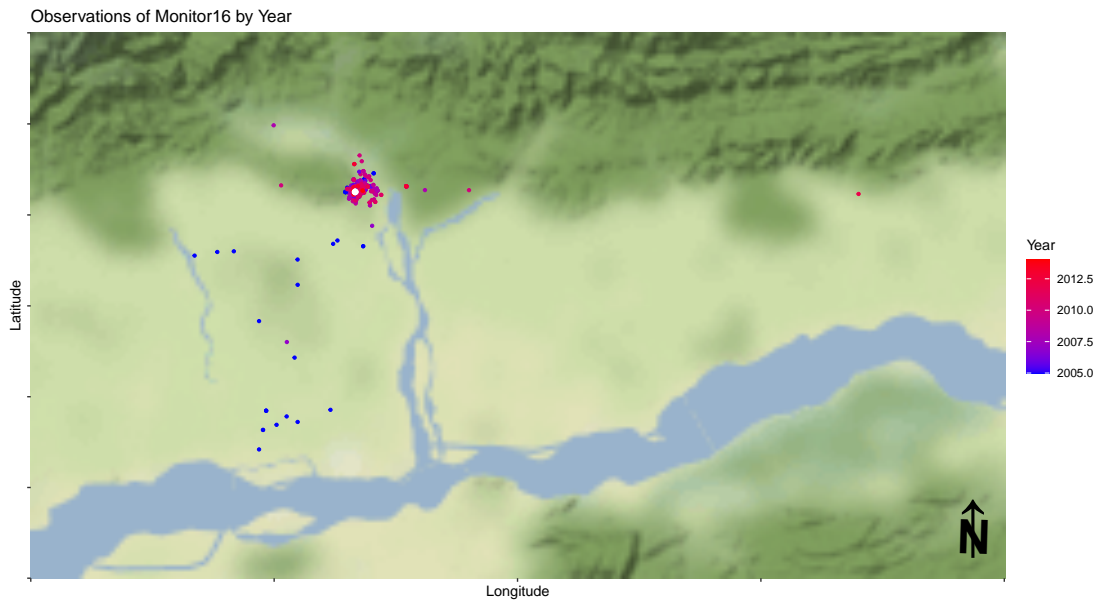 Observations of Monitor16 by Year
Latitude
Longitude
N
Year
2012.5
2010.0
2007.5
2005.0